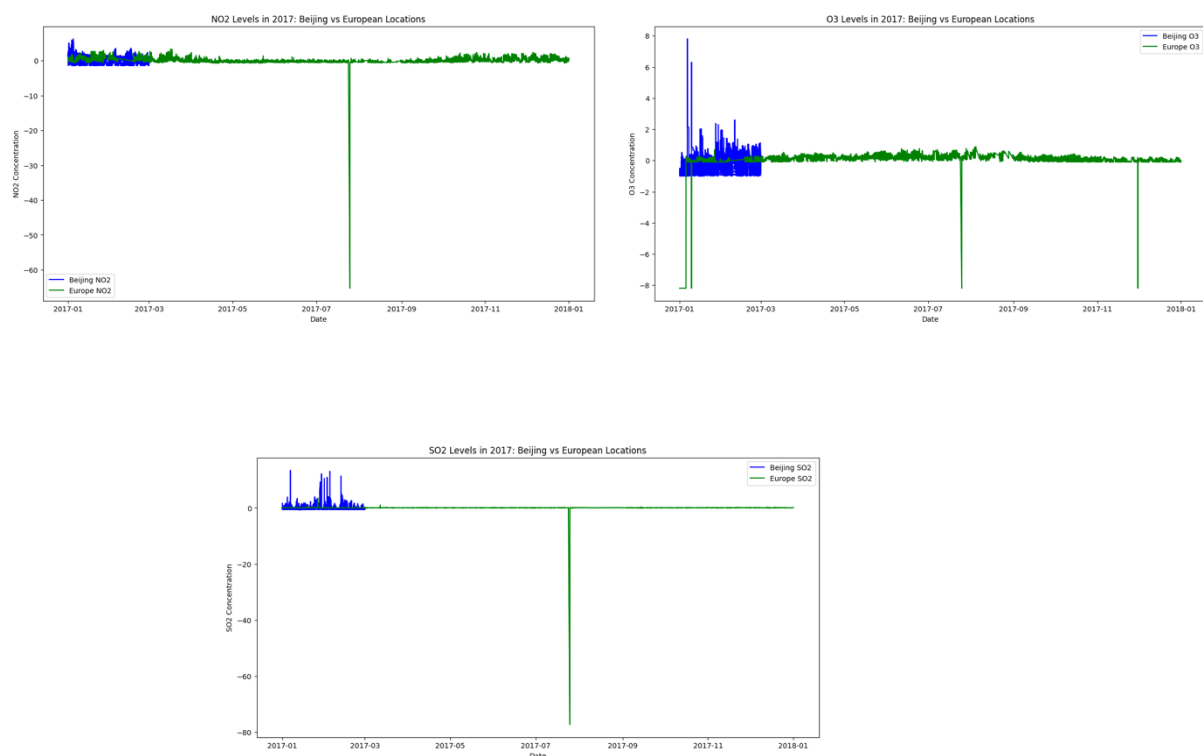 NO2 Levels in 2017: Beijing vs European Locations
0
−10
−20
−30
−40
−50
−60
NO2 Concentration
Beijing NO2
Europe NO2
2017-01 2017-03 2017-05 2017-07 2017-09 2017-11 2018-01
Date
O3 Levels in 2017: Beijing vs European Locations
8
6
4
2
0
−2
−4
−6
−8
O3 Concentration
Beijing O3
Europe O3
2017-01 2017-03 2017-05 2017-07 2017-09 2017-11 2018-01
Date
SO2 Levels in 2017: Beijing vs European Locations
0
−20
−40
−60
−80
SO2 Concentration
Beijing SO2
Europe SO2
2017-01 2017-03 2017-05 2017-07 2017-09 2017-11 2018-01
Date